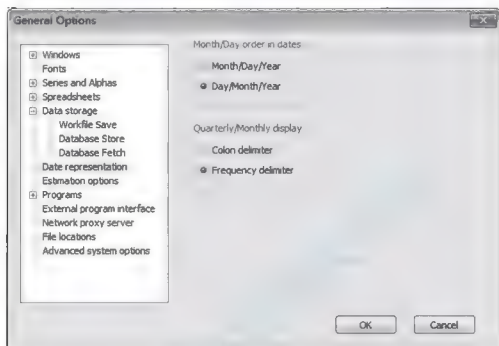 General Options
Windows
Fonts
Series and Alphas
Spreadsheets
Data storage
Workfile Save
Database Store
Database Fetch
Date representation
Estimation options
Programs
External program interface
Network proxy server
File locations
Advanced system options
Month/Day order in dates
Month/Day/Year
Day/Month/Year
Quarterly/Monthly display
Colon delimiter
Frequency delimiter
OK
Cancel